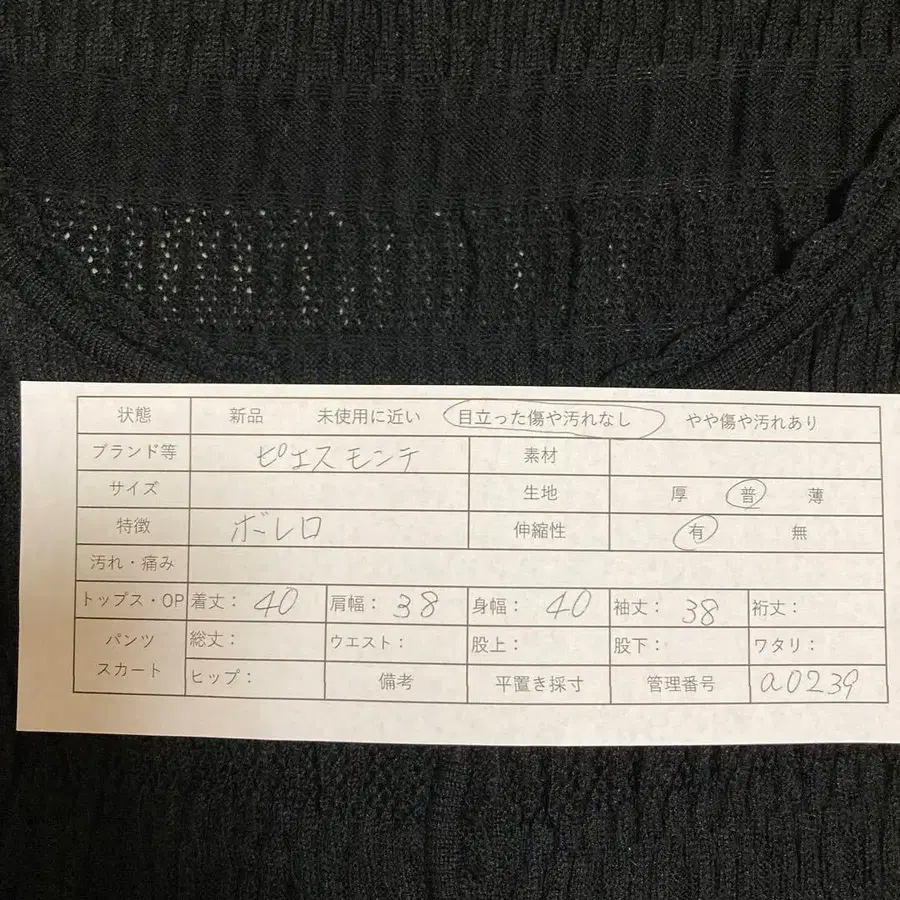 状態 新品 未使用に近い 目立った傷や汚れなし やや傷や汚れあり
ブランド等 ピエスモンテ 素材
サイズ 生地 厚 普 薄
特徴 ボレロ 伸縮性 有 無
汚れ・痛み
トップス・OP 着丈： 40 肩幅： 38 身幅： 40 袖丈： 38 裄丈：
パンツ 総丈： ウエスト： 股上： 股下： ワタリ：
スカート ヒップ： 備考 平置き採寸 管理番号 a0239